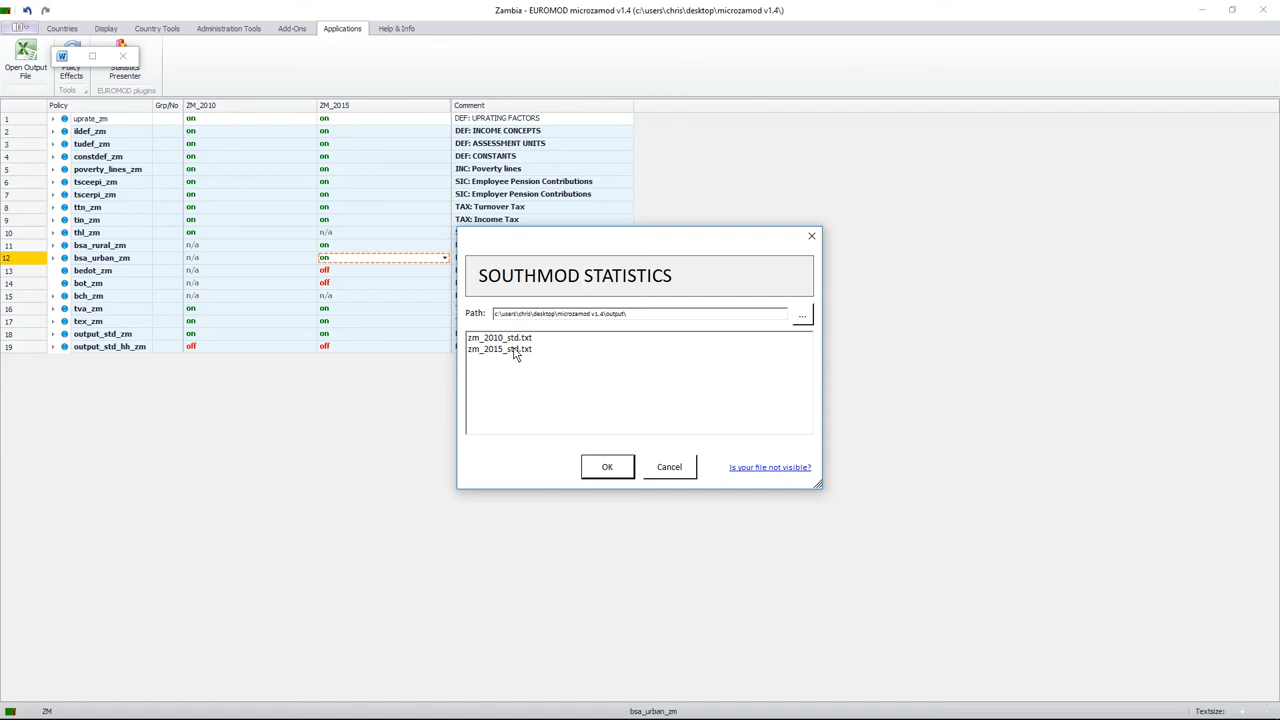 Zambia - EUROMOD microzamod v1.4 (c:\users\chris\desktop\microzamod v1.4\)
Countries Display Country Tools Administration Tools Add-Ons Applications Help & Info
Open Output File
Policy Effects
Statistics Presenter
Tools
EUROMOD plugins
Policy Grp/No ZM_2010 ZM_2015 Comment
1 uprate_zm on on DEF: UPRATING FACTORS
2 ildef_zm on on DEF: INCOME CONCEPTS
3 tudef_zm on on DEF: ASSESSMENT UNITS
4 constdef_zm on on DEF: CONSTANTS
5 poverty_lines_zm on on INC: Poverty lines
6 tsceepi_zm on on SIC: Employee Pension Contributions
7 tscerpi_zm on on SIC: Employer Pension Contributions
8 ttn_zm on on TAX: Turnover Tax
9 tin_zm on on TAX: Income Tax
10 thl_zm on n/a
11 bsa_rural_zm n/a on
12 bsa_urban_zm n/a on
13 bedot_zm n/a off
14 bot_zm n/a off
15 bch_zm n/a n/a
16 tva_zm on on
17 tex_zm on on
18 output_std_zm on on
19 output_std_hh_zm off off
SOUTHMOD STATISTICS
Path: c:\users\chris\desktop\microzamod v1.4\output\ ...
zm_2010_std.txt
zm_2015_std.txt
OK Cancel Is your file not visible?
ZM bsa_urban_zm Textsize: